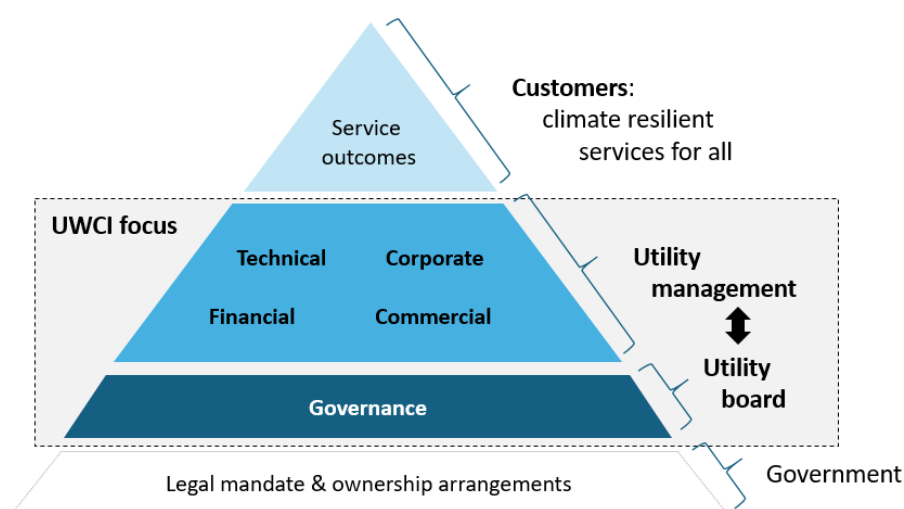 Service
outcomes
Customers:
climate resilient
services for all
UWCI focus
Technical
Corporate
Financial
Commercial
Utility
management
Utility
board
Governance
Legal mandate & ownership arrangements
Government